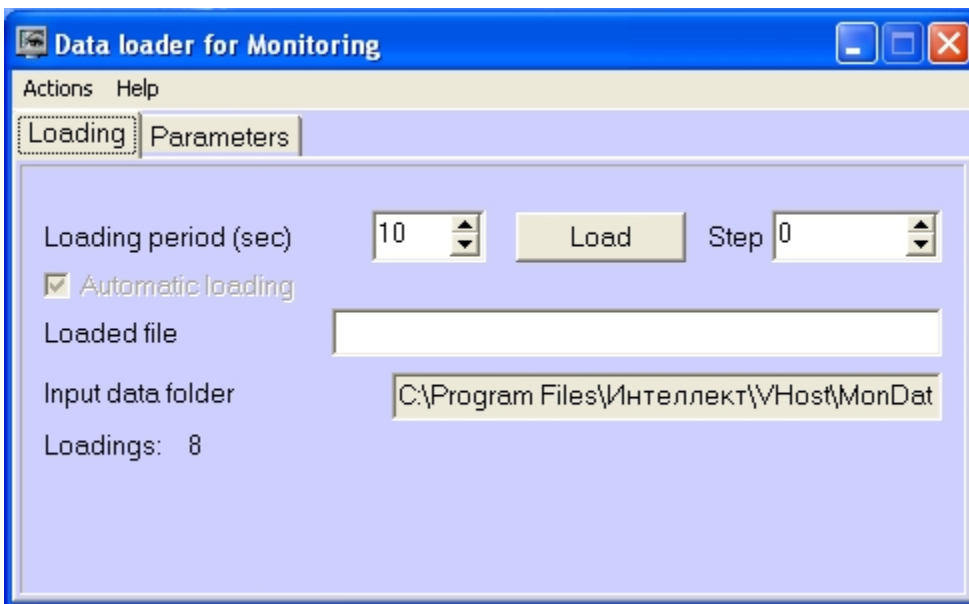 Data loader for Monitoring
Actions Help
Loading Parameters
Loading period (sec) 10 Load Step 0
Automatic loading
Loaded file
Input data folder C:\Program Files\Интеллект\VHost\MonDat
Loadings: 8